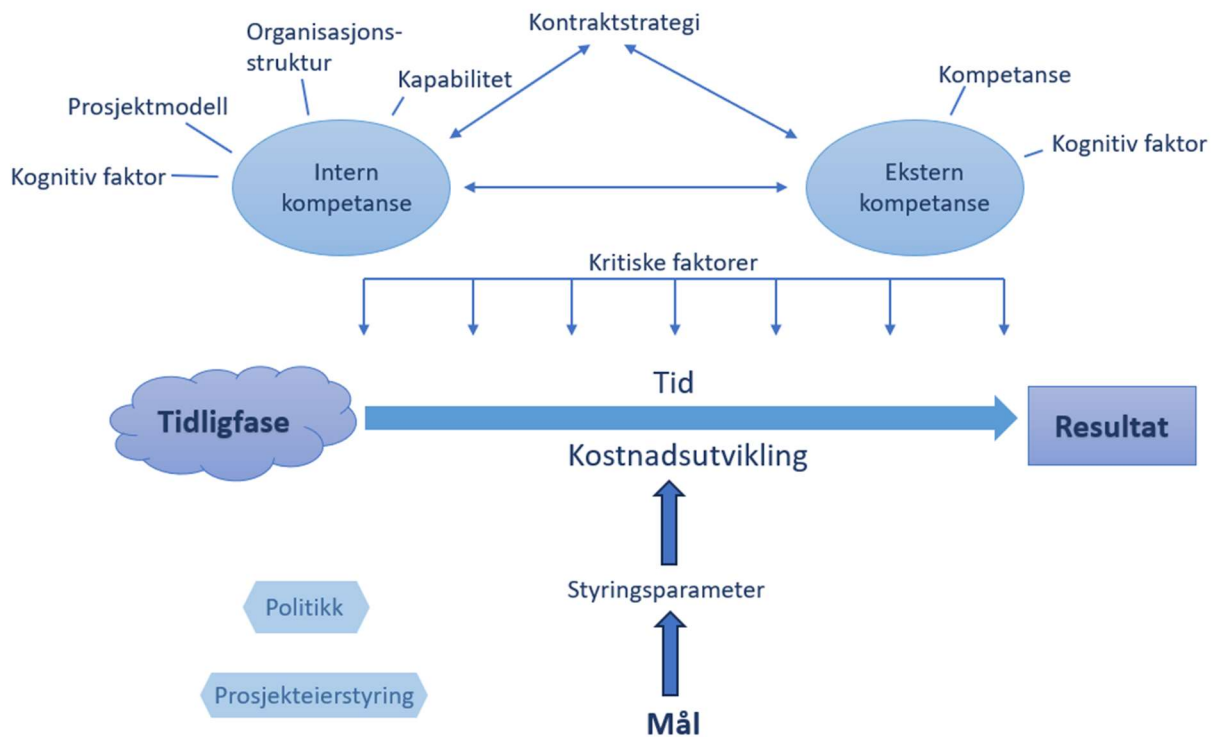 Kontraktstrategi
Organisasjons-
struktur
Kapabilitet
Kompetanse
Prosjektmodell
Kognitiv faktor
Kognitiv faktor
Intern
kompetanse
Ekstern
kompetanse
Kritiske faktorer
Tid
Tidligfase
Resultat
Kostnadsutvikling
Styringsparameter
Politikk
Prosjekteierstyring
Mål